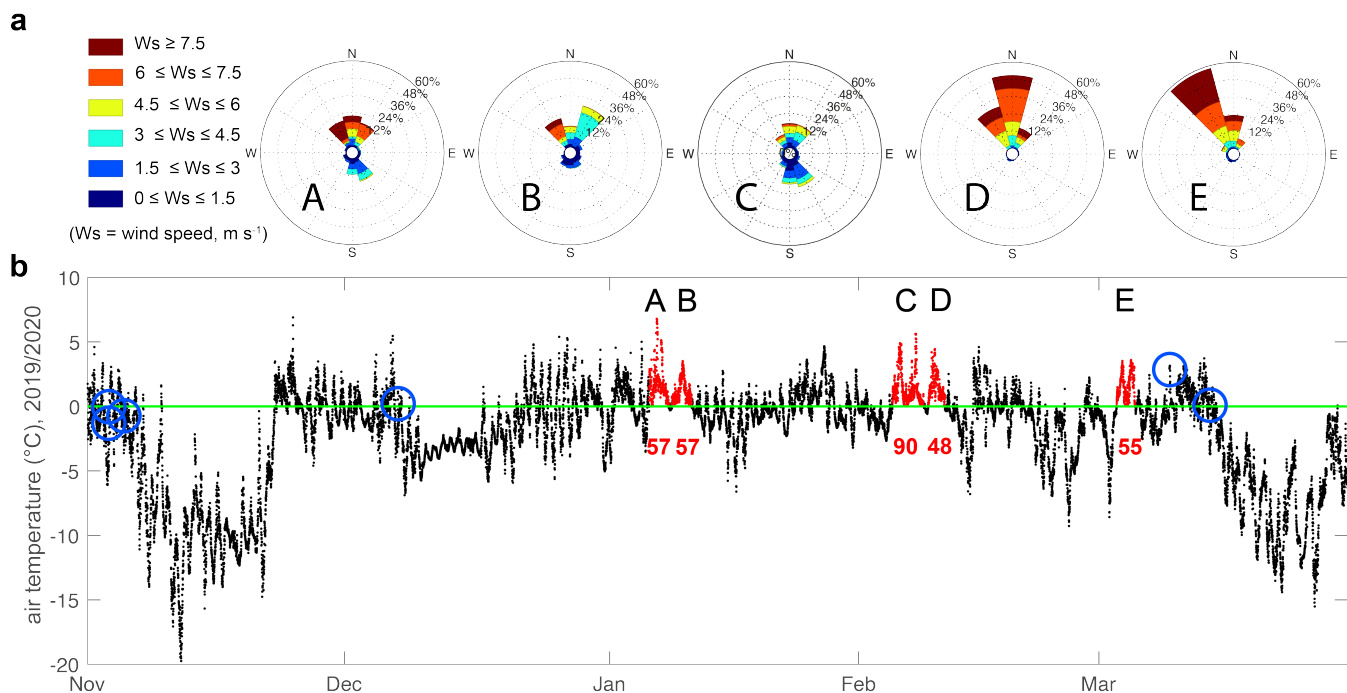 a
Ws ≥ 7.5
6 ≤ Ws ≤ 7.5
4.5 ≤ Ws ≤ 6
3 ≤ Ws ≤ 4.5
1.5 ≤ Ws ≤ 3
0 ≤ Ws ≤ 1.5
(Ws = wind speed, m s⁻¹)
N
60%
48%
36%
24%
12%
W
E
S
A
N
60%
48%
36%
24%
12%
W
E
S
B
N
60%
48%
36%
24%
12%
0%
W
E
S
C
N
60%
48%
36%
24%
12%
W
E
S
D
N
60%
48%
36%
24%
12%
W
E
S
E
b
air temperature (°C), 2019/2020
10
5
0
-5
-10
-15
-20
A B C D E
57 57 90 48 55
Nov Dec Jan Feb Mar